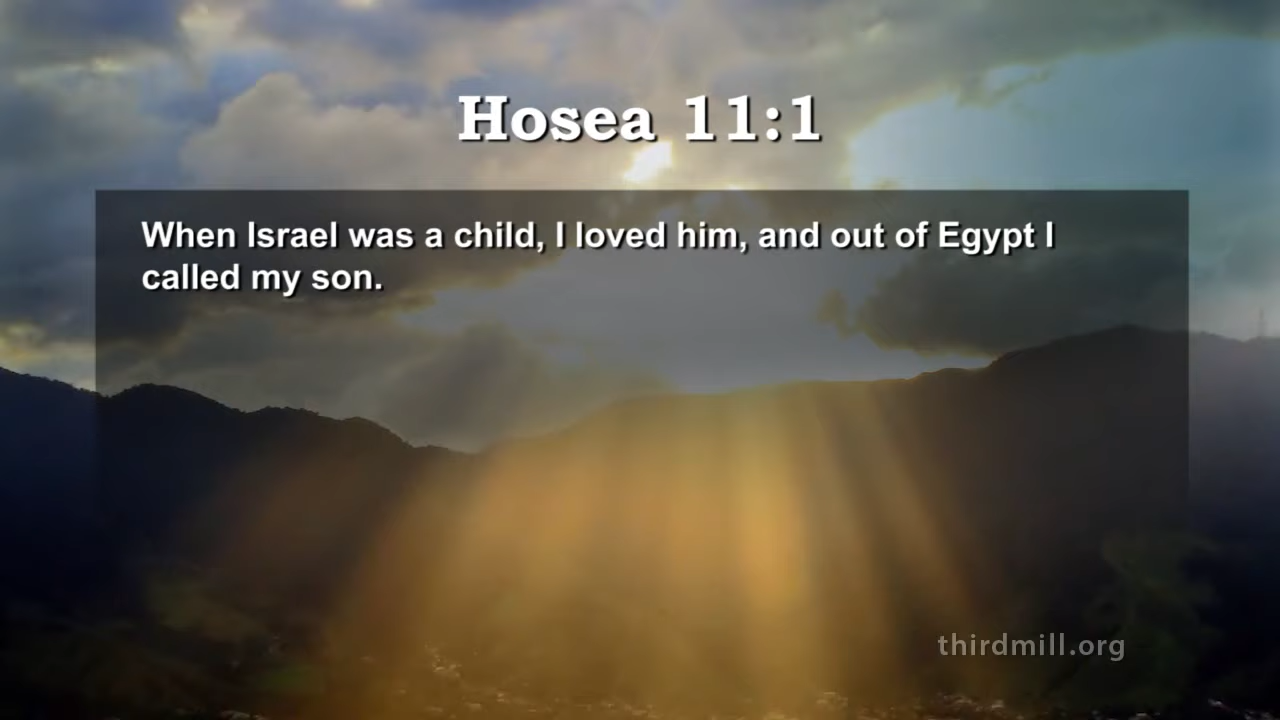 Hosea 11:1
When Israel was a child, I loved him, and out of Egypt I
called my son.
thirdmill.org